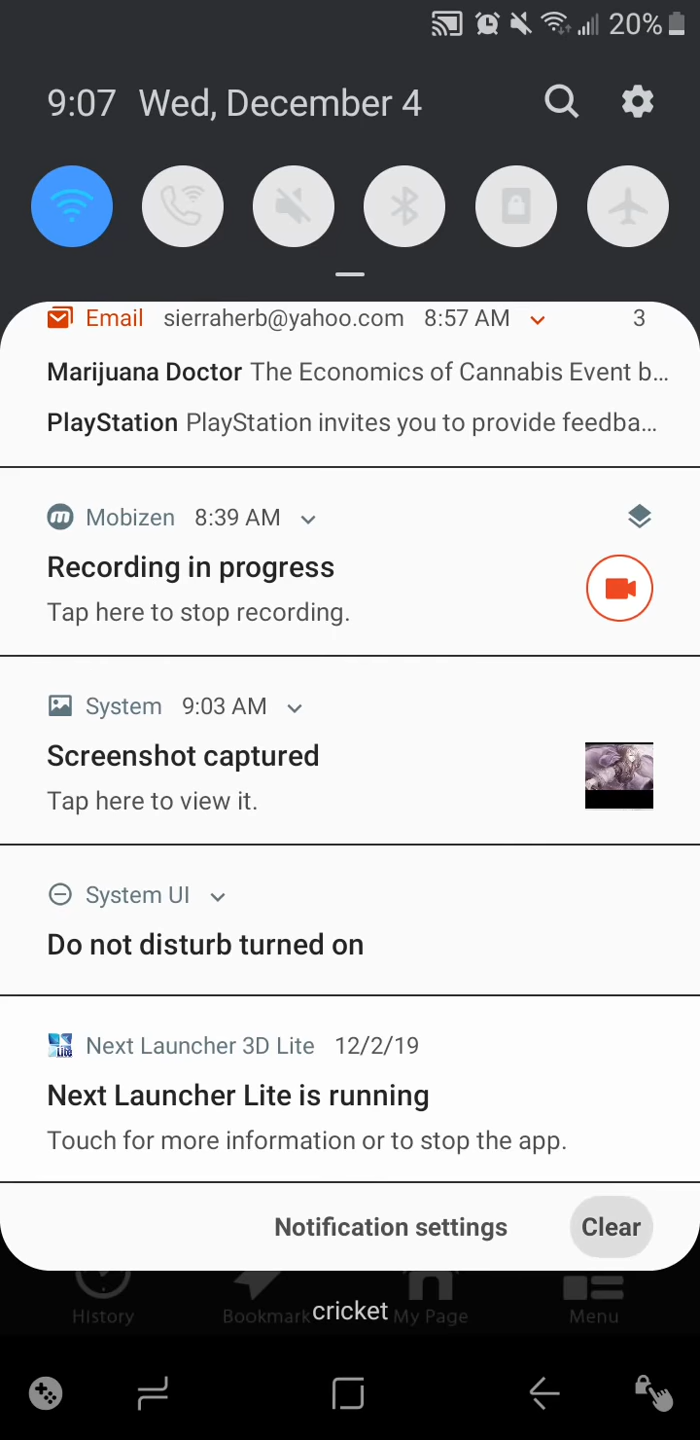 20%
9:07 Wed, December 4
Email sierraherb@yahoo.com 8:57 AM 3
Marijuana Doctor The Economics of Cannabis Event b...
PlayStation PlayStation invites you to provide feedba...
Mobizen 8:39 AM
Recording in progress
Tap here to stop recording.
System 9:03 AM
Screenshot captured
Tap here to view it.
System UI
Do not disturb turned on
Next Launcher 3D Lite 12/2/19
Next Launcher Lite is running
Touch for more information or to stop the app.
Notification settings Clear
History Bookmark cricket My Page Menu